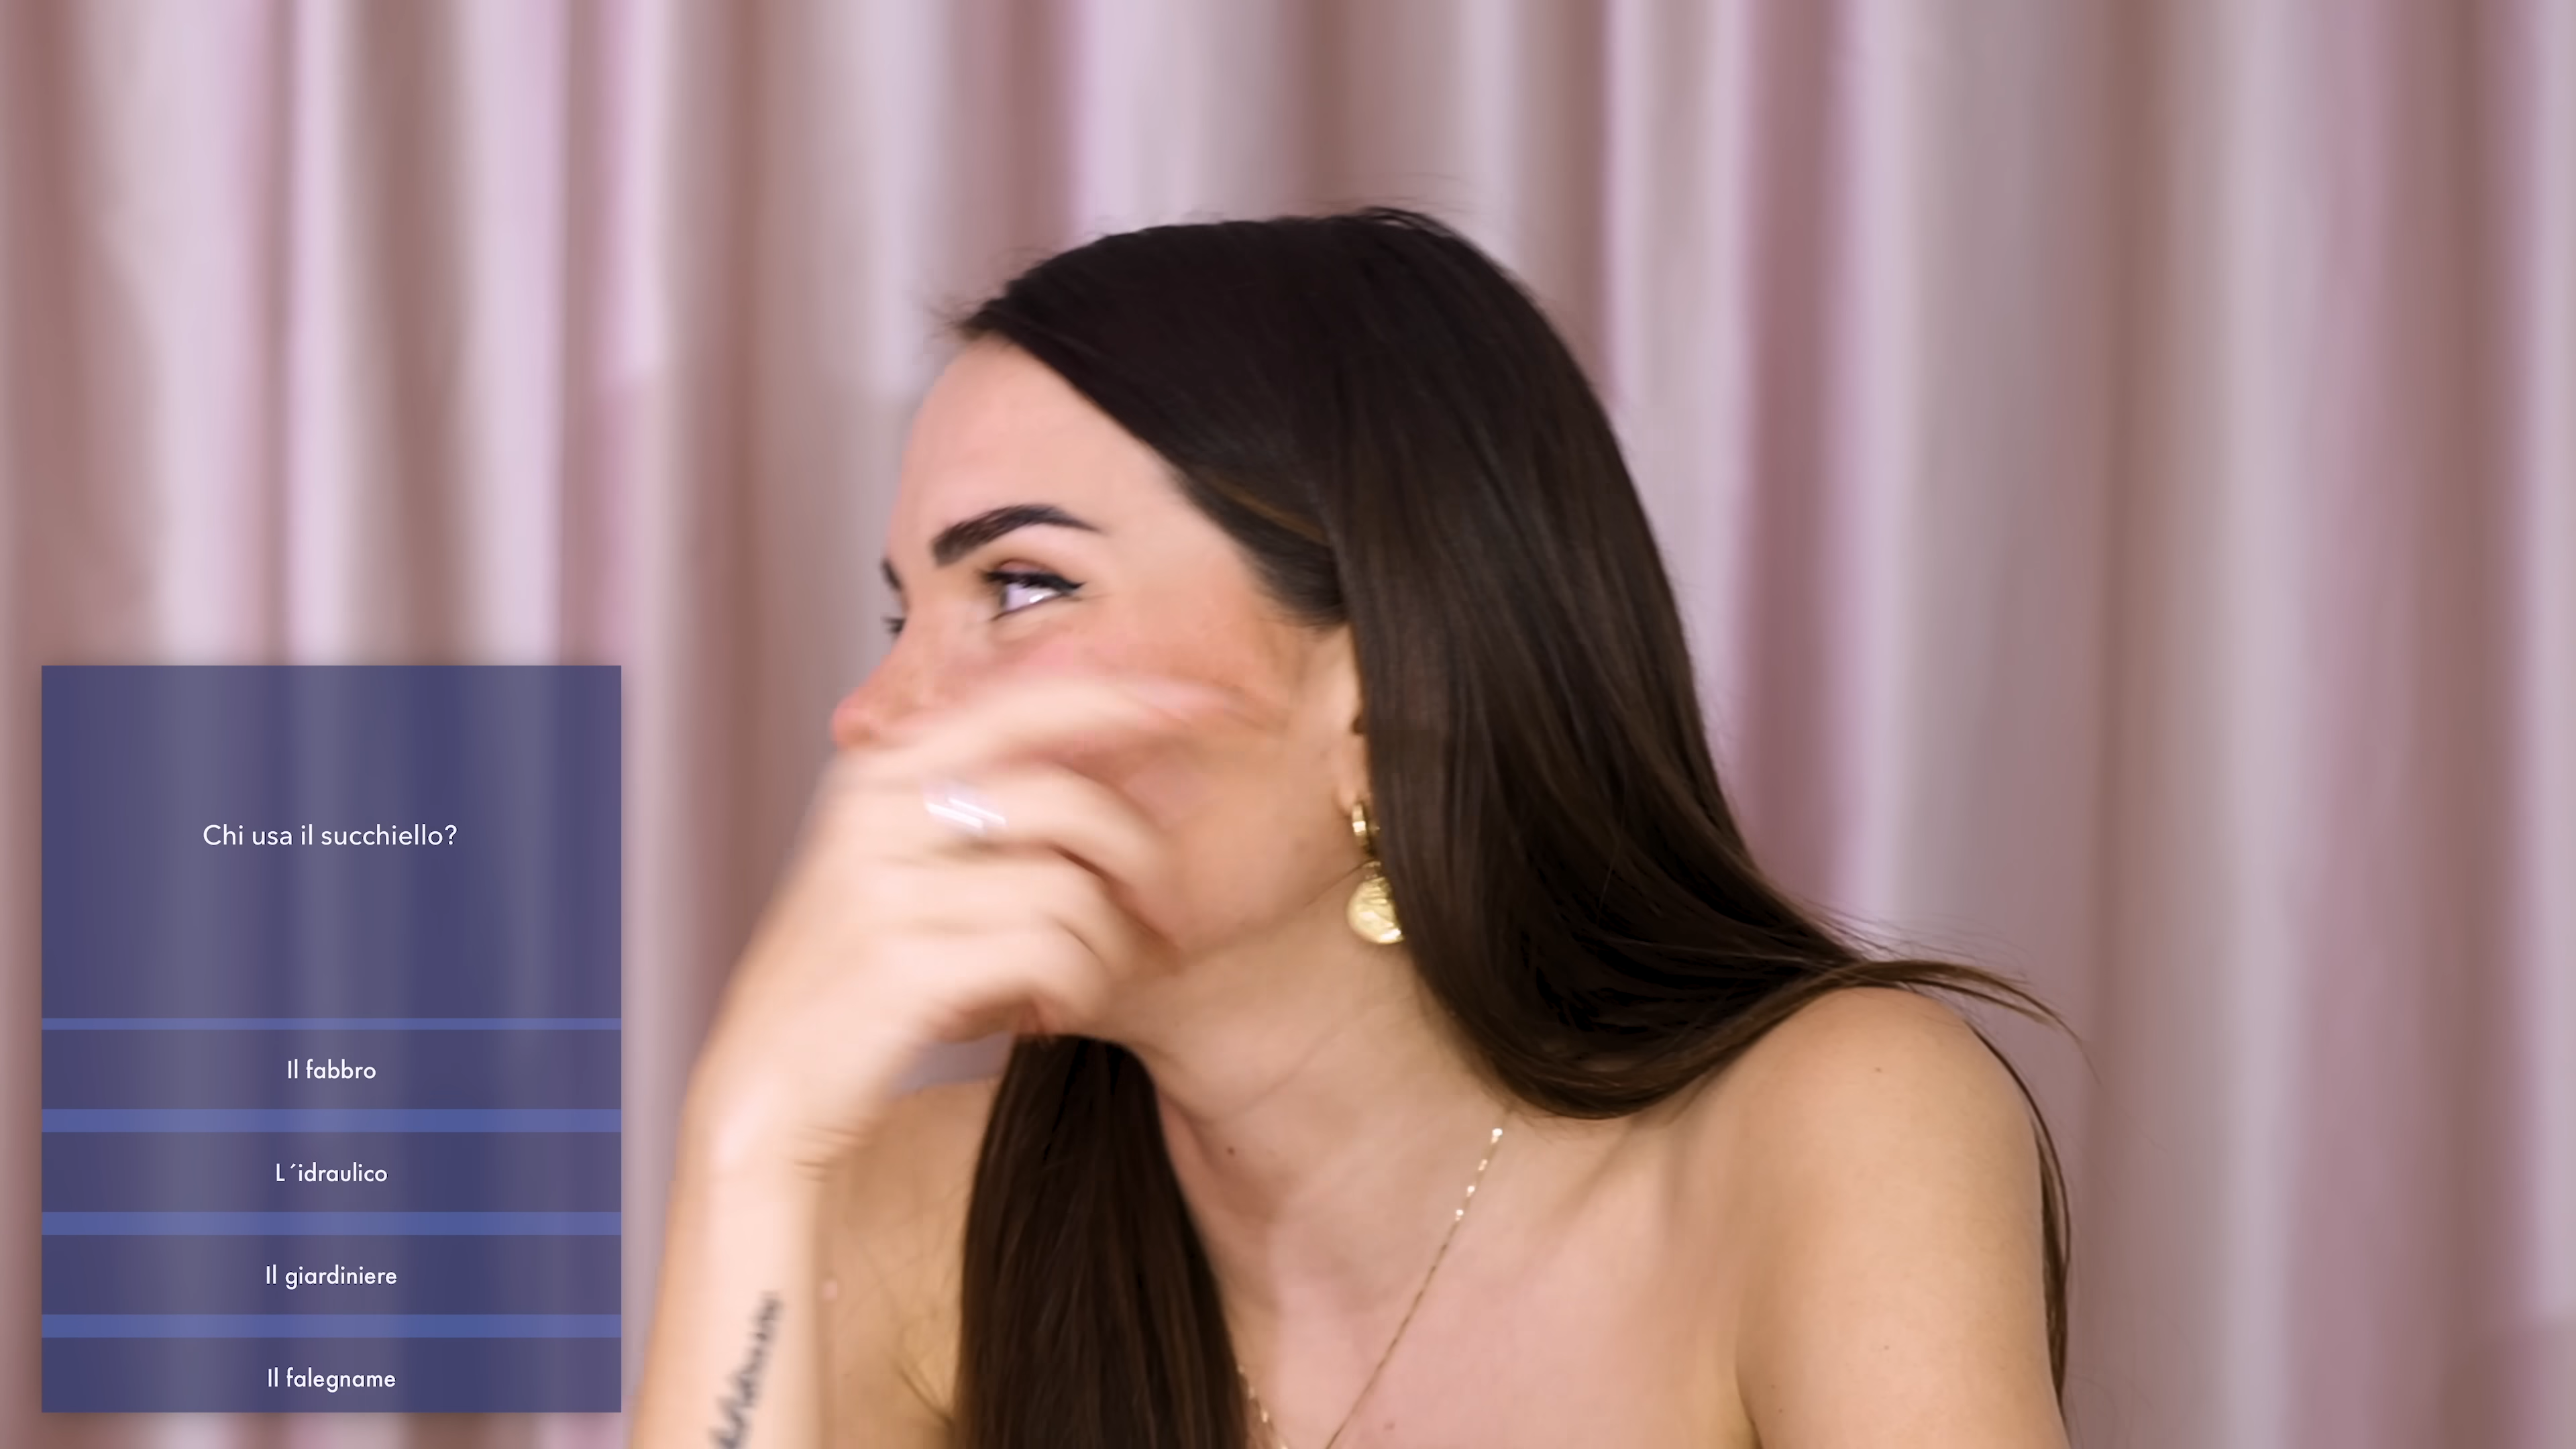 Chi usa il succhiello?
Il fabbro
L´idraulico
Il giardiniere
Il falegname